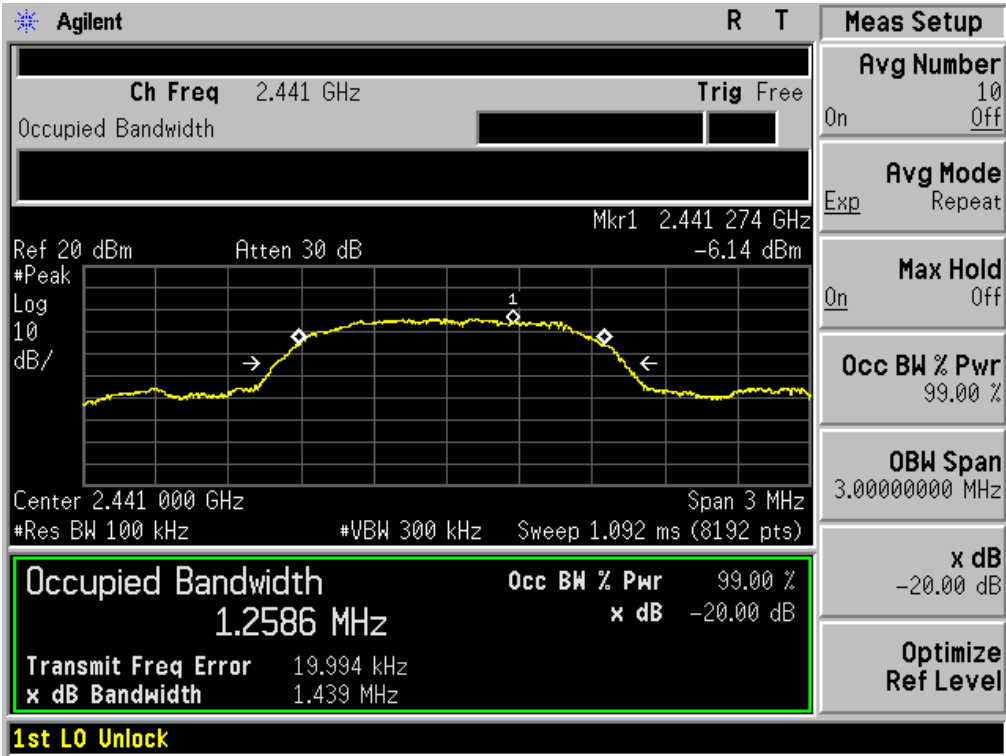 Agilent R T
Ch Freq 2.441 GHz Trig Free
Occupied Bandwidth
Mkr1 2.441 274 GHz
Ref 20 dBm Atten 30 dB −6.14 dBm
#Peak
Log
10
dB/
1
Center 2.441 000 GHz Span 3 MHz
#Res BW 100 kHz #VBW 300 kHz Sweep 1.092 ms (8192 pts)
Occupied Bandwidth
1.2586 MHz
Occ BW % Pwr 99.00 %
x dB −20.00 dB
Transmit Freq Error 19.994 kHz
x dB Bandwidth 1.439 MHz
1st LO Unlock
Meas Setup
Avg Number
10
On Off
Avg Mode
Exp Repeat
Max Hold
On Off
Occ BW % Pwr
99.00 %
OBW Span
3.00000000 MHz
x dB
−20.00 dB
Optimize
Ref Level